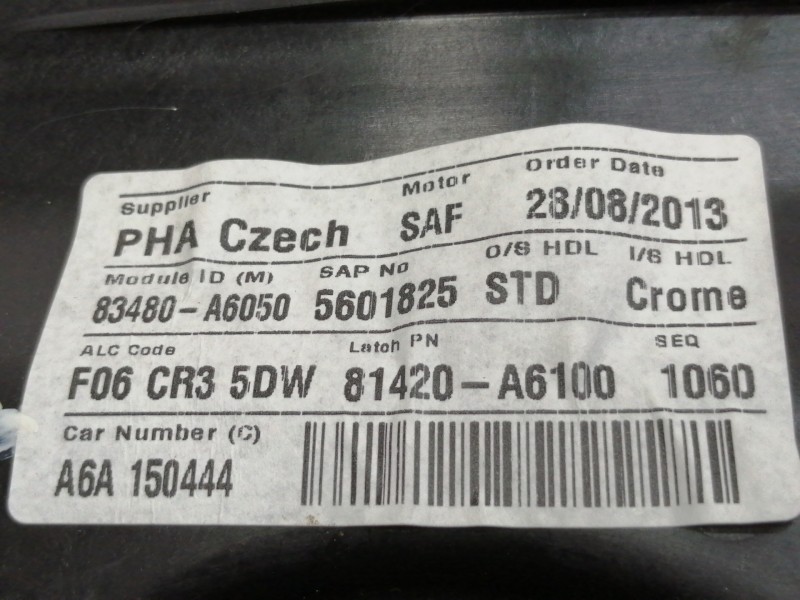 Supplier Motor Order Date
PHA Czech SAF 28/08/2013
Module ID (M) SAP No O/S HDL I/S HDL
83480-A6050 5601825 STD Crome
ALC Code Latch PN SEQ
F06 CR3 5DW 81420-A6100 1060
Car Number (C)
A6A 150444